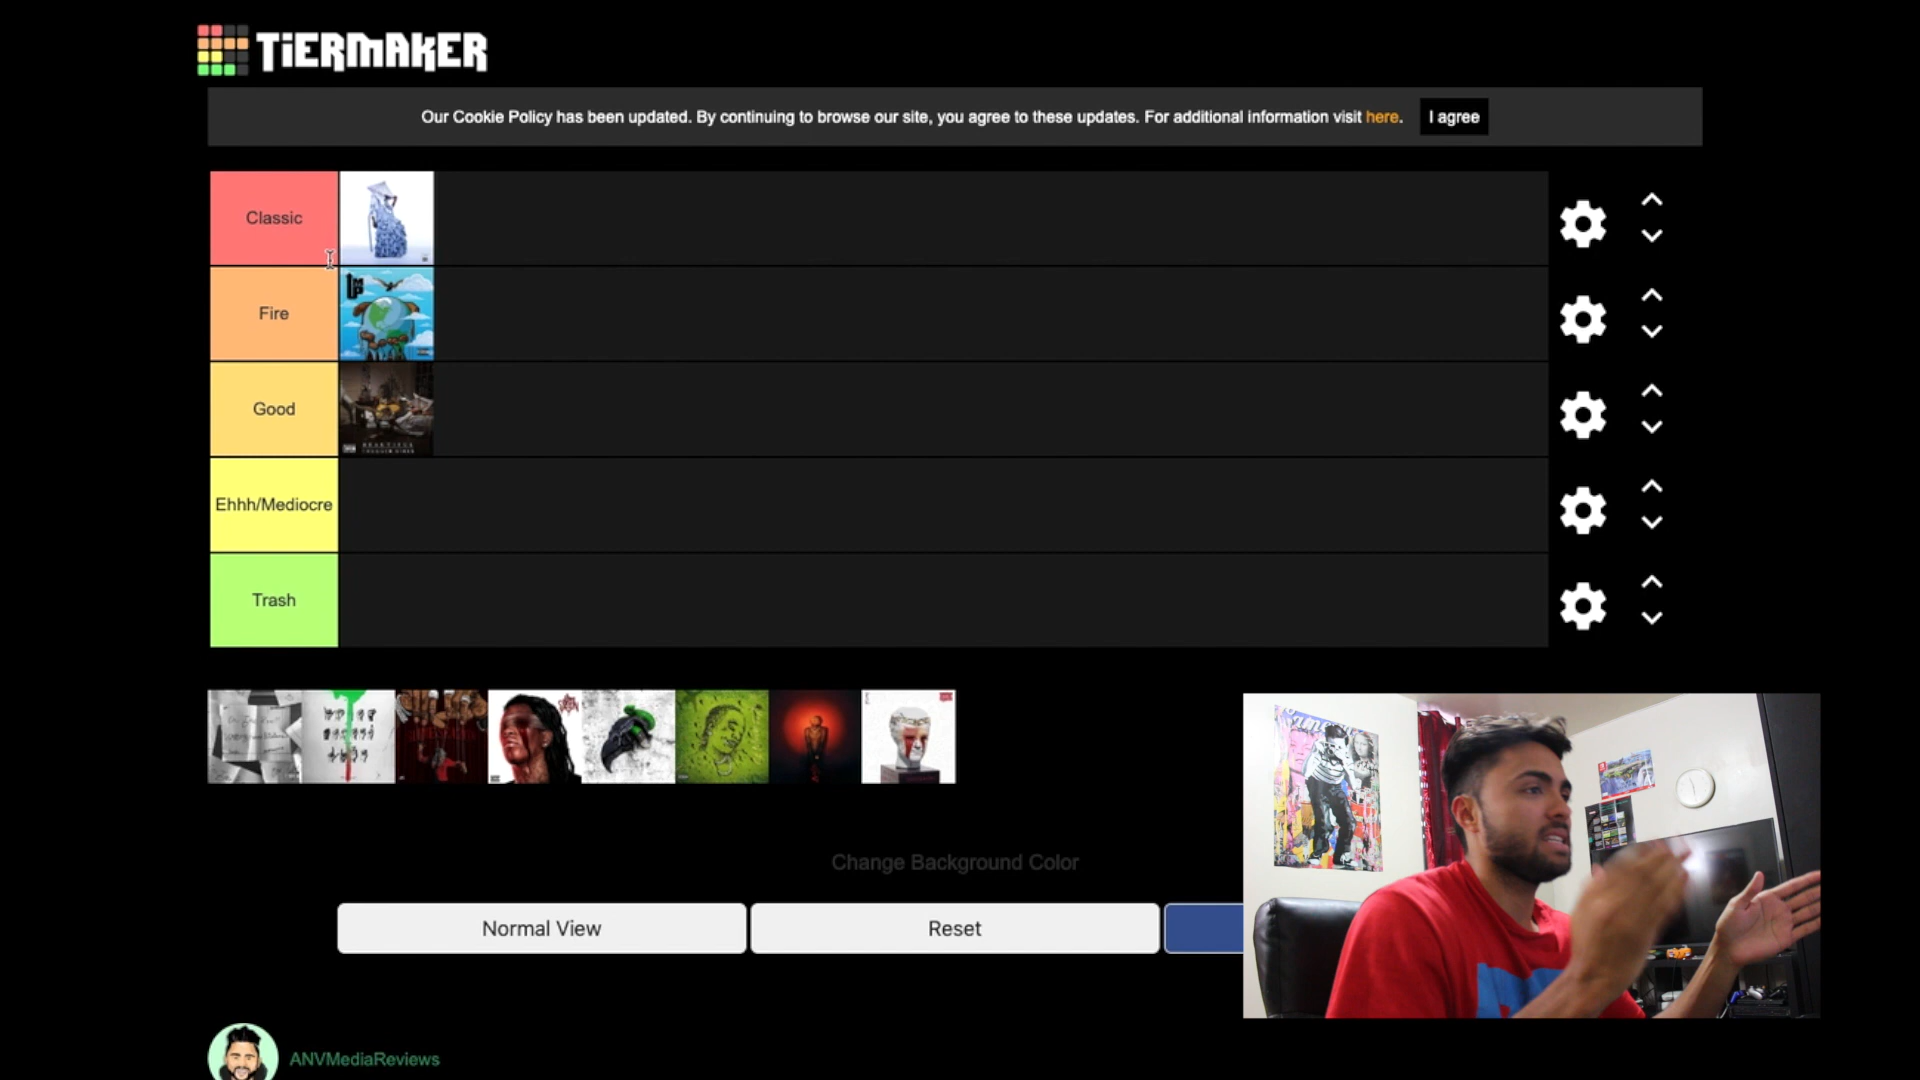 TiERMAKER
Our Cookie Policy has been updated. By continuing to browse our site, you agree to these updates. For additional information visit here.
I agree
Classic
Fire
Good
Ehhh/Mediocre
Trash
Change Background Color
Normal View
Reset
ANVMediaReviews